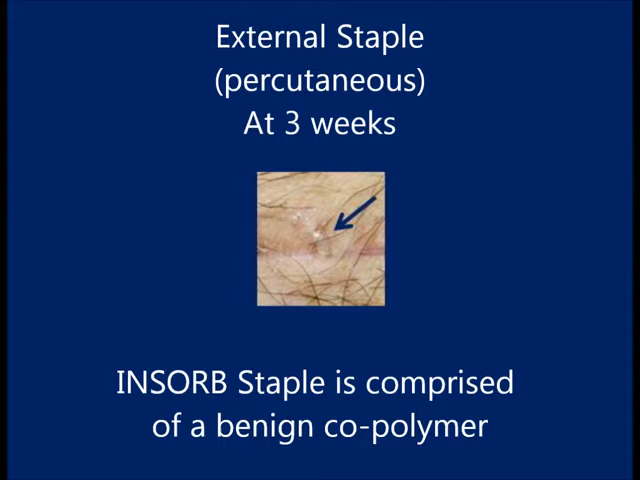 External Staple
(percutaneous)
At 3 weeks
INSORB Staple is comprised
of a benign co-polymer